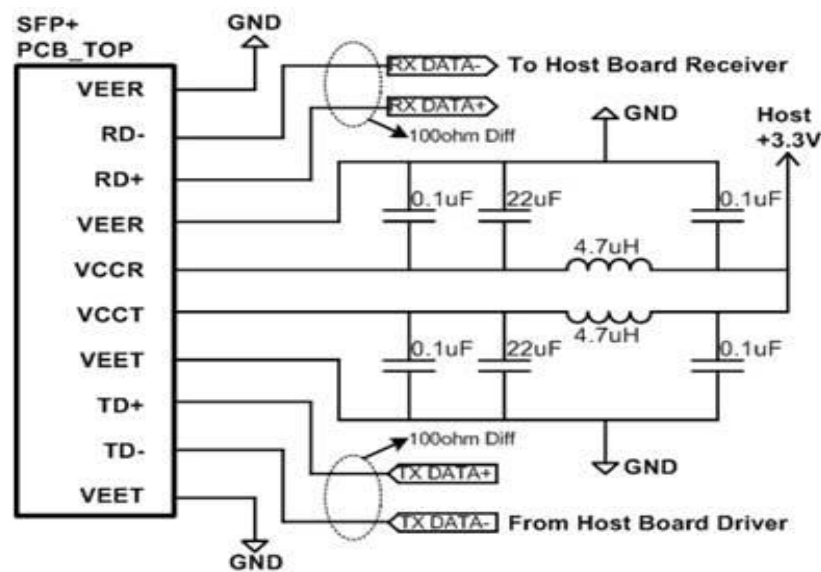 SFP+
PCB_TOP
GND
VEER
RX DATA- To Host Board Receiver
RD-
RX DATA+
100ohm Diff
GND
Host
+3.3V
RD+
0.1uF 22uF 0.1uF
VEER
4.7uH
VCCR
VCCT
4.7uH
0.1uF 22uF 0.1uF
VEET
TD+
100ohm Diff
GND
TD-
TX DATA+
VEET
TX DATA- From Host Board Driver
GND